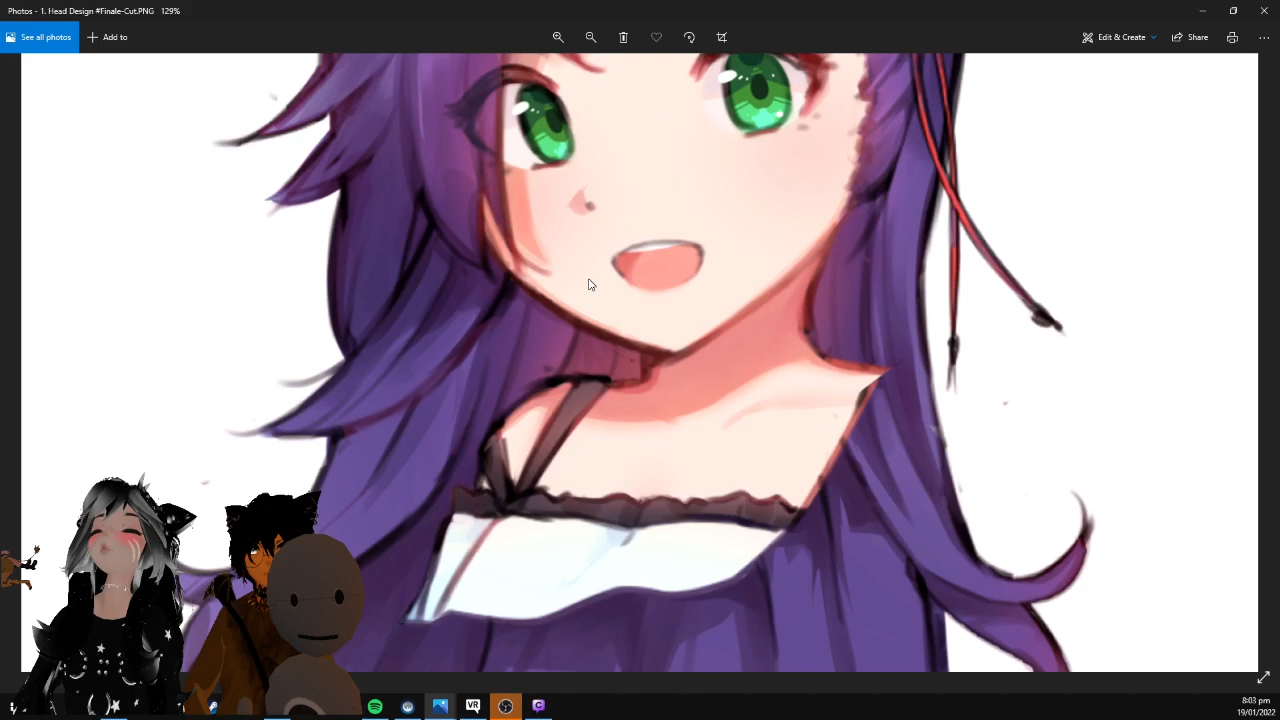 Photos - 1. Head Design #Finale-Cut.PNG 129%
See all photos
Add to
Edit & Create
Share
VR
8:03 pm
19/01/2022